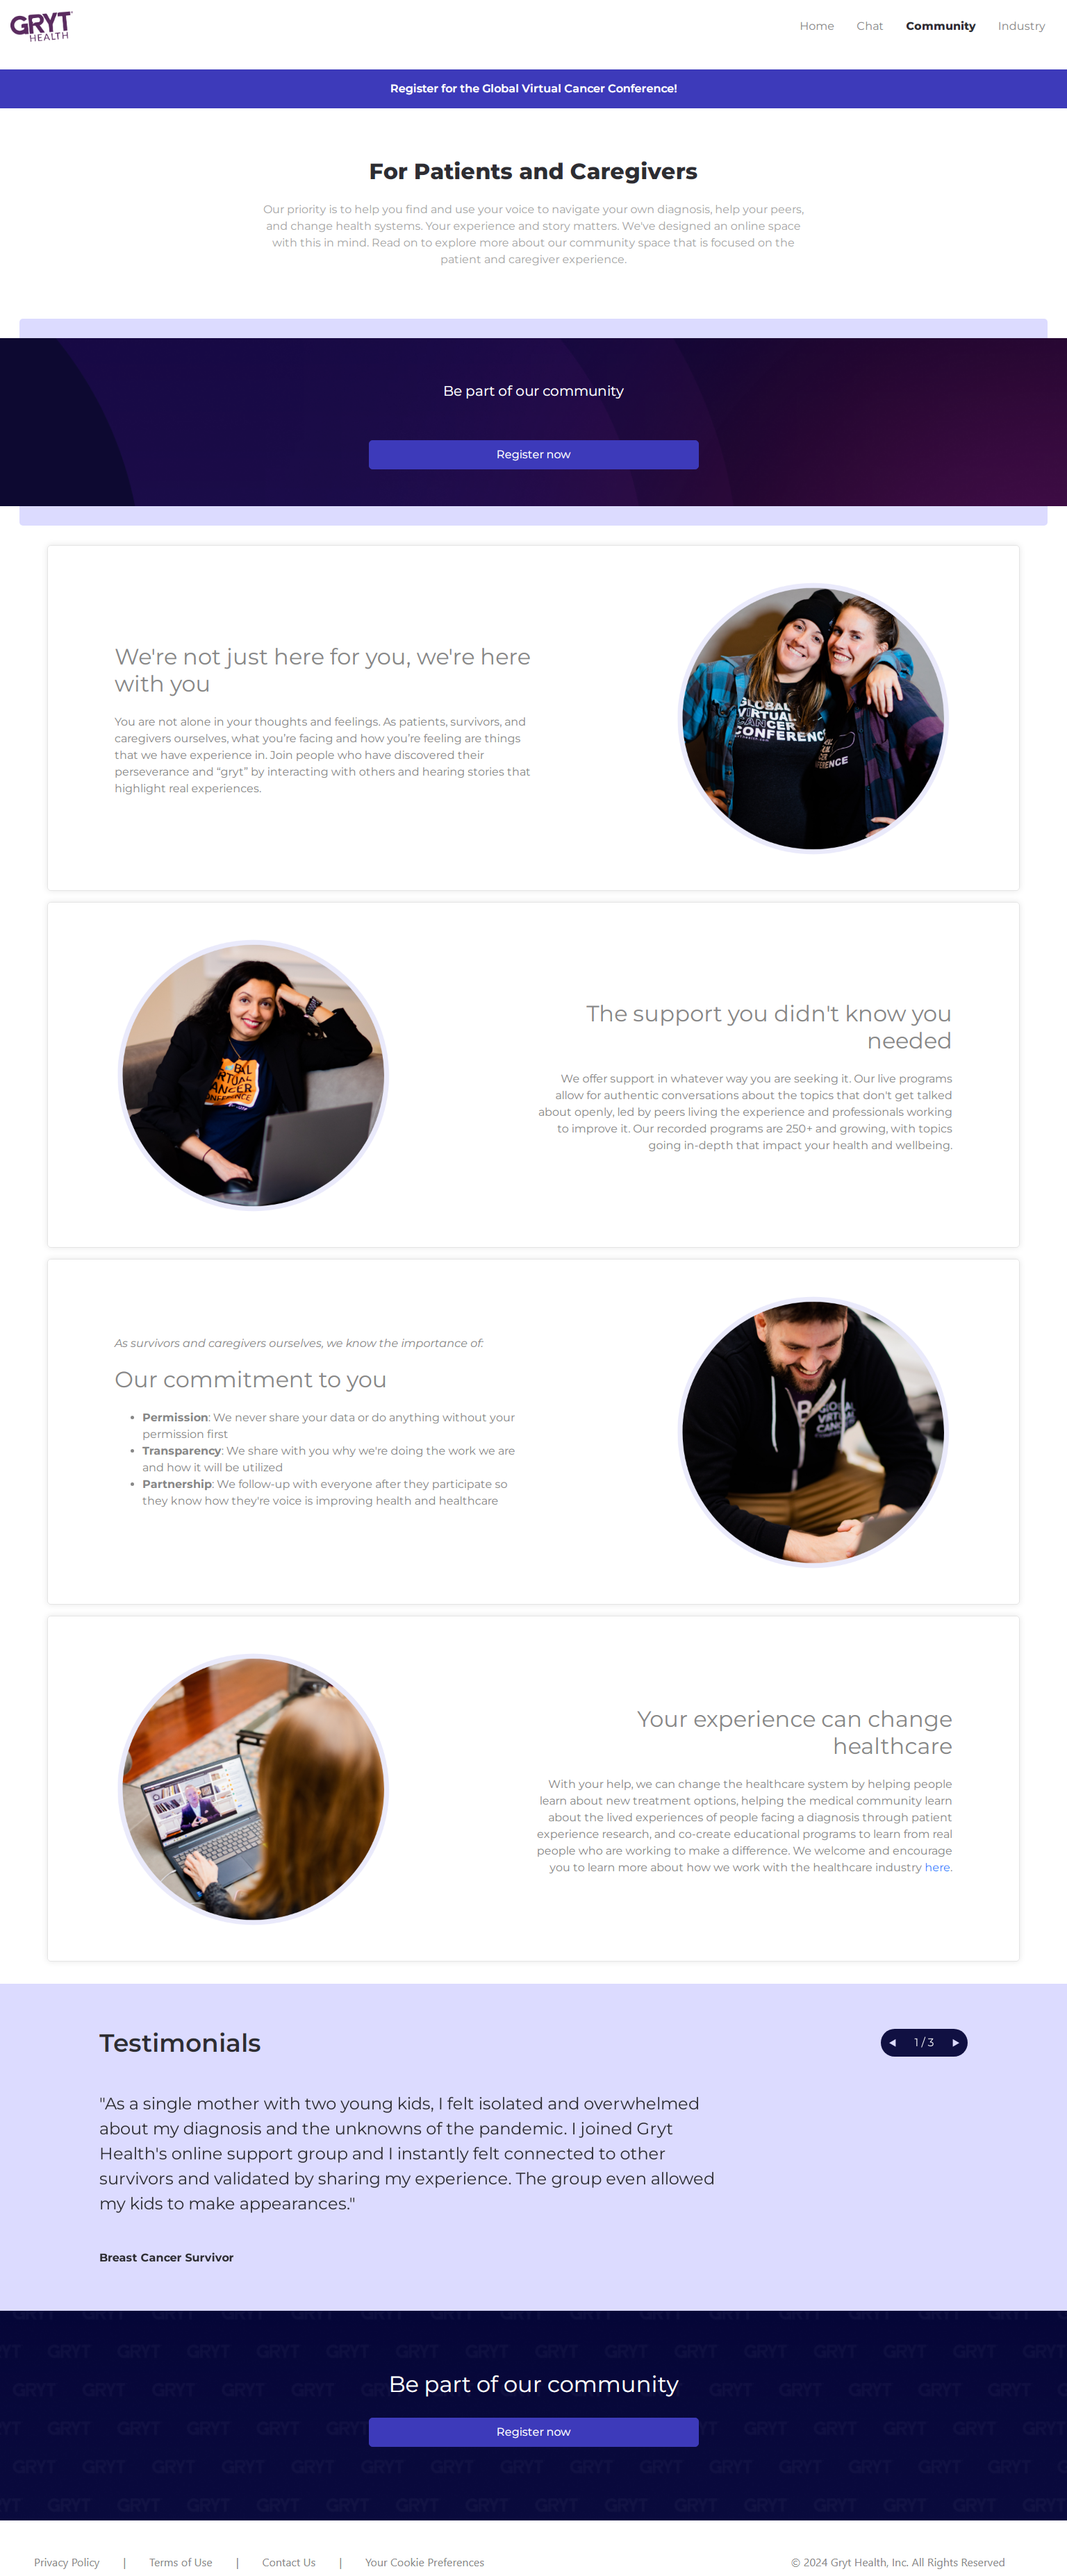 GRYT
HEALTH
Home Chat Community Industry
Register for the Global Virtual Cancer Conference!
For Patients and Caregivers
Our priority is to help you find and use your voice to navigate your own diagnosis, help your peers,
and change health systems. Your experience and story matters. We've designed an online space
with this in mind. Read on to explore more about our community space that is focused on the
patient and caregiver experience.
Be part of our community
Register now
We're not just here for you, we're here
with you
You are not alone in your thoughts and feelings. As patients, survivors, and
caregivers ourselves, what you’re facing and how you’re feeling are things
that we have experience in. Join people who have discovered their
perseverance and “gryt” by interacting with others and hearing stories that
highlight real experiences.
GLOBAL
VIRTUAL
CANCER
CONFERENC
ERENCE
The support you didn't know you
needed
We offer support in whatever way you are seeking it. Our live programs
allow for authentic conversations about the topics that don't get talked
about openly, led by peers living the experience and professionals working
to improve it. Our recorded programs are 250+ and growing, with topics
going in-depth that impact your health and wellbeing.
As survivors and caregivers ourselves, we know the importance of:
Our commitment to you
• Permission: We never share your data or do anything without your
permission first
• Transparency: We share with you why we're doing the work we are
and how it will be utilized
• Partnership: We follow-up with everyone after they participate so
they know how they're voice is improving health and healthcare
Your experience can change
healthcare
With your help, we can change the healthcare system by helping people
learn about new treatment options, helping the medical community learn
about the lived experiences of people facing a diagnosis through patient
experience research, and co-create educational programs to learn from real
people who are working to make a difference. We welcome and encourage
you to learn more about how we work with the healthcare industry here.
Testimonials
1 / 3
"As a single mother with two young kids, I felt isolated and overwhelmed
about my diagnosis and the unknowns of the pandemic. I joined Gryt
Health's online support group and I instantly felt connected to other
survivors and validated by sharing my experience. The group even allowed
my kids to make appearances."
Breast Cancer Survivor
Be part of our community
Register now
Privacy Policy | Terms of Use | Contact Us | Your Cookie Preferences © 2024 Gryt Health, Inc. All Rights Reserved